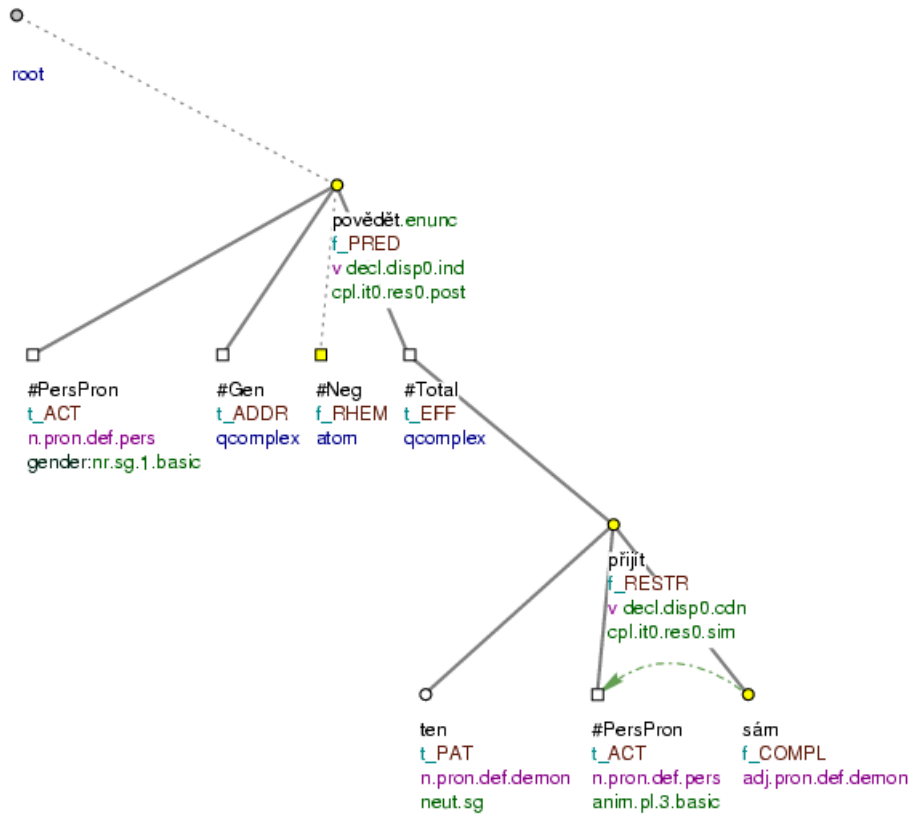 root
povědět.enunc
f_PRED
v decl.disp0.ind
cpl.it0.res0.post
#PersPron
t_ACT
n.pron.def.pers
gender:nr.sg.1.basic
#Gen
t_ADDR
qcomplex
#Neg
f_RHEM
atom
#Total
t_EFF
qcomplex
přijít
f_RESTR
v decl.disp0.cdn
cpl.it0.res0.sim
ten
t_PAT
n.pron.def.demon
neut.sg
#PersPron
t_ACT
n.pron.def.pers
anim.pl.3.basic
sám
f_COMPL
adj.pron.def.demon